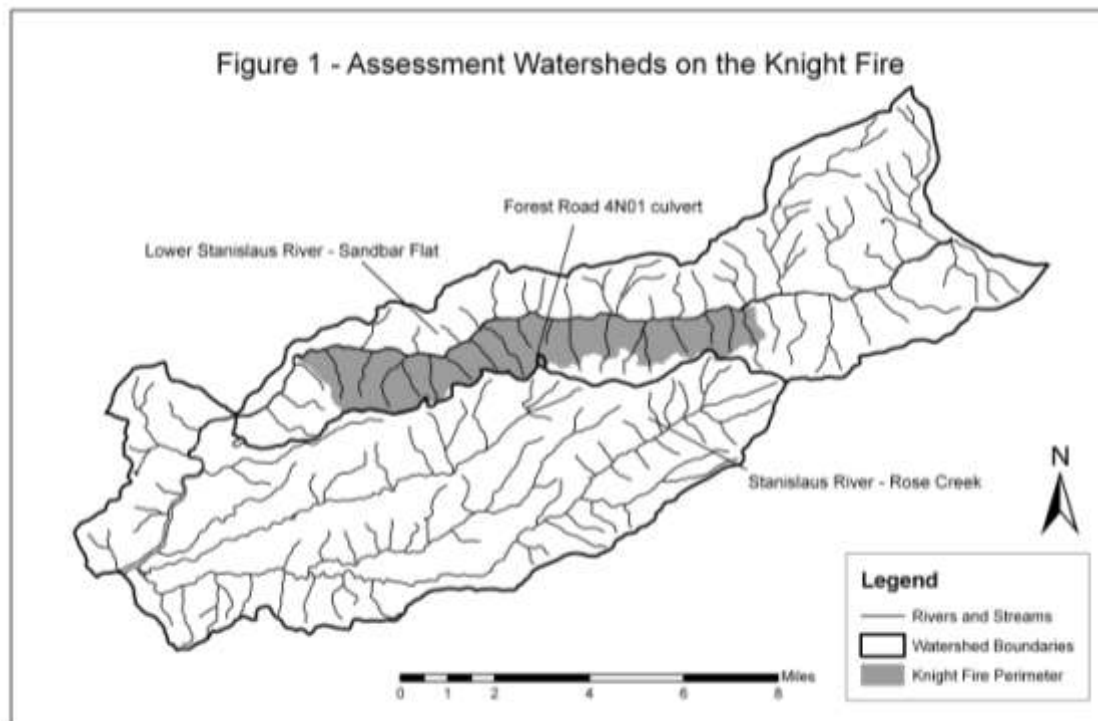 Figure 1 - Assessment Watersheds on the Knight Fire
Forest Road 4N01 culvert
Lower Stanislaus River - Sandbar Flat
Stanislaus River - Rose Creek
N
Legend
Rivers and Streams
Watershed Boundaries
Knight Fire Perimeter
Miles
0 1 2 4 6 8